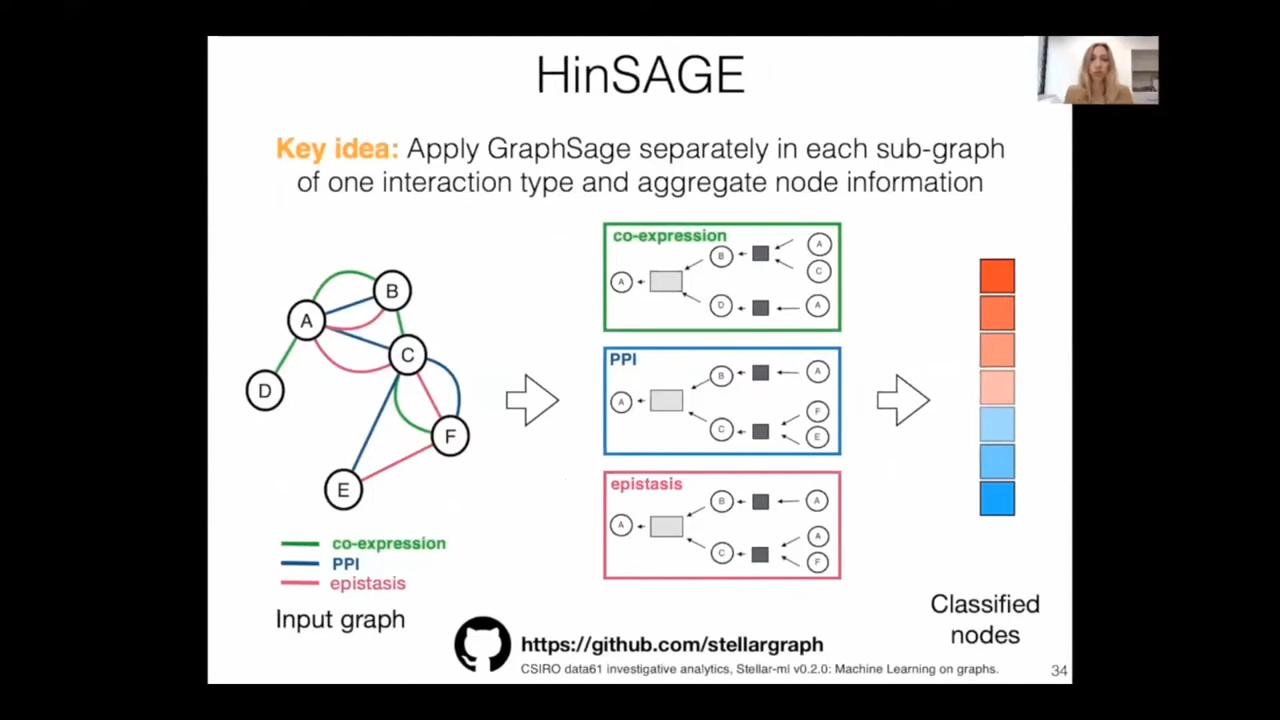 HinSAGE
Key idea: Apply GraphSage separately in each sub-graph
of one interaction type and aggregate node information
A
B
C
D
E
F
co-expression
PPI
epistasis
Input graph
co-expression
A
B
D
A
C
A
PPI
A
B
C
A
F
E
epistasis
A
B
C
A
A
F
Classified
nodes
https://github.com/stellargraph
CSIRO data61 investigative analytics, Stellar-ml v0.2.0: Machine Learning on graphs.
34